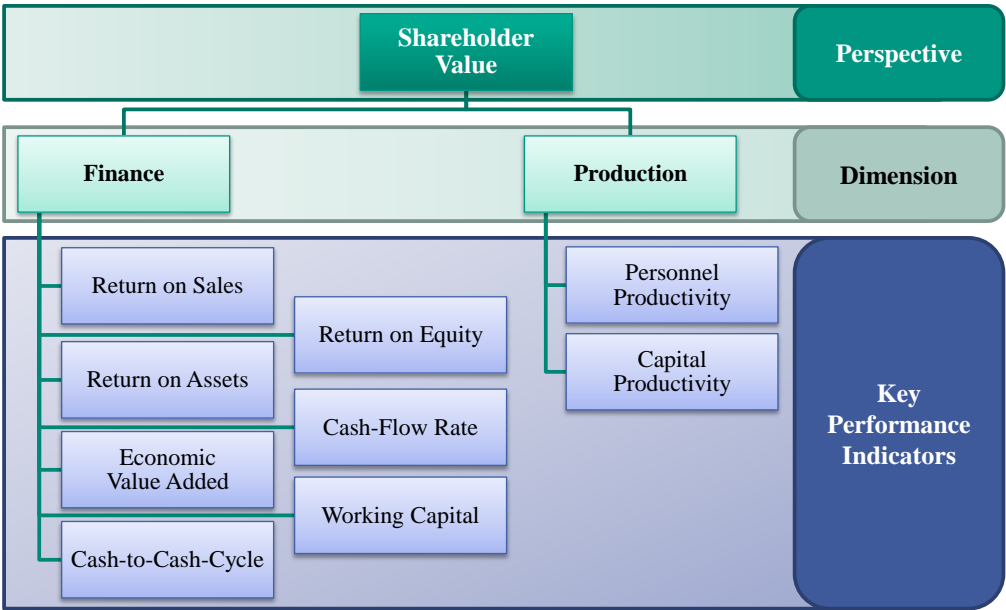 Shareholder
Value
Perspective
Finance
Production
Dimension
Return on Sales
Return on Equity
Return on Assets
Cash-Flow Rate
Economic
Value Added
Working Capital
Cash-to-Cash-Cycle
Personnel
Productivity
Capital
Productivity
Key
Performance
Indicators